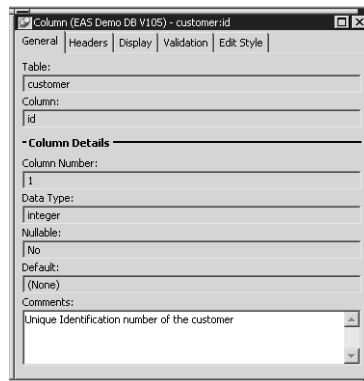 Column (EAS Demo DB V105) - customer:id
General Headers Display Validation Edit Style
Table:
customer
Column:
id
- Column Details
Column Number:
1
Data Type:
integer
Nullable:
No
Default:
(None)
Comments:
Unique Identification number of the customer